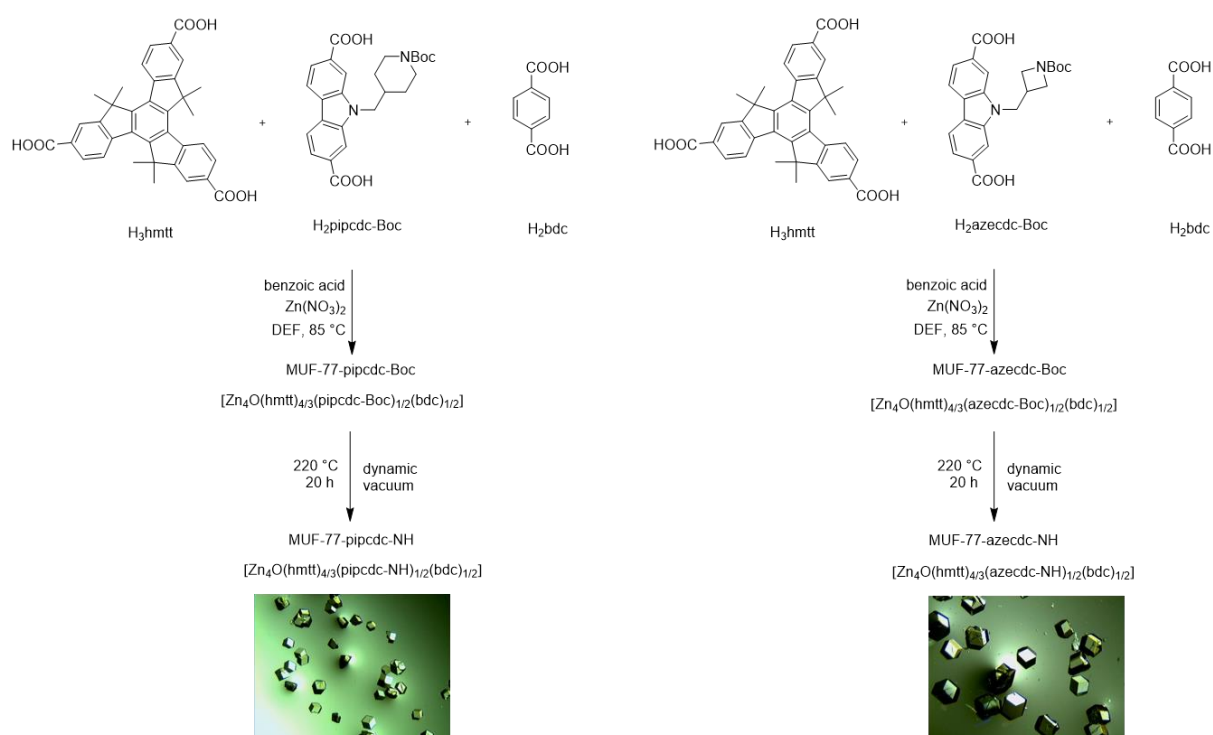 COOH
HOOC
COOH
+
COOH
N
NBoc
COOH
+
COOH
COOH
H3hmtt
H2pipcdc-Boc
H2bdc
benzoic acid
Zn(NO3)2
DEF, 85 °C
MUF-77-pipcdc-Boc
[Zn4O(hmtt)4/3(pipcdc-Boc)1/2(bdc)1/2]
220 °C
20 h
dynamic
vacuum
MUF-77-pipcdc-NH
[Zn4O(hmtt)4/3(pipcdc-NH)1/2(bdc)1/2]
COOH
HOOC
COOH
+
COOH
N
NBoc
COOH
+
COOH
COOH
H3hmtt
H2azecdc-Boc
H2bdc
benzoic acid
Zn(NO3)2
DEF, 85 °C
MUF-77-azecdc-Boc
[Zn4O(hmtt)4/3(azecdc-Boc)1/2(bdc)1/2]
220 °C
20 h
dynamic
vacuum
MUF-77-azecdc-NH
[Zn4O(hmtt)4/3(azecdc-NH)1/2(bdc)1/2]